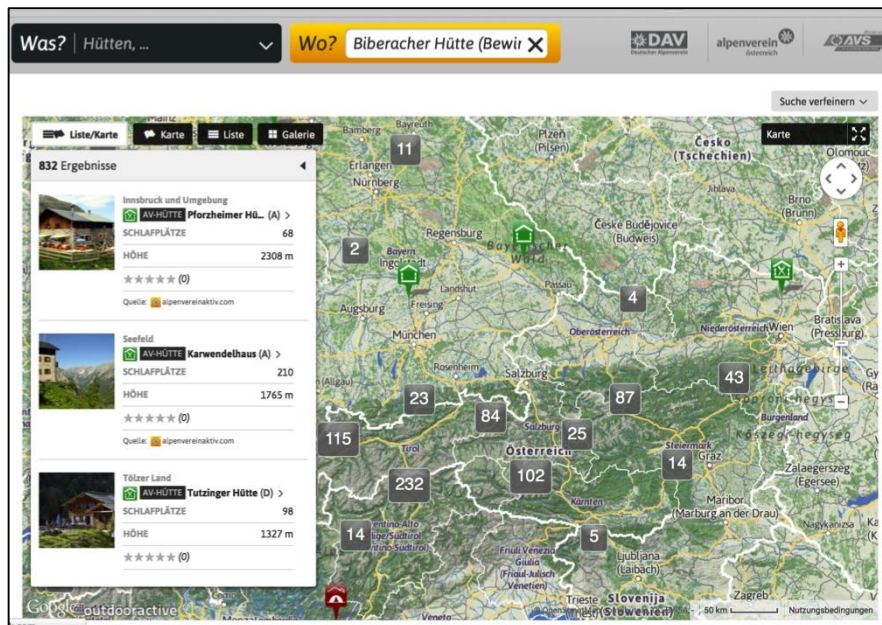 Was? Hütten, ...
Wo? Biberacher Hütte (Bewir
DAV
Deutscher Alpenverein
alpenverein
österreich
AVS
Suche verfeinern
Liste/Karte
Karte
Liste
Galerie
Karte
832 Ergebnisse
Innsbruck und Umgebung
AV-HÜTTE Pforzheimer Hü... (A) >
SCHLAFPLÄTZE 68
HÖHE 2308 m
(0)
Quelle: alpenvereinaktiv.com
Seefeld
AV-HÜTTE Karwendelhaus (A) >
SCHLAFPLÄTZE 210
HÖHE 1765 m
(0)
Quelle: alpenvereinaktiv.com
Tölzer Land
AV-HÜTTE Tutzinger Hütte (D) >
SCHLAFPLÄTZE 98
HÖHE 1327 m
(0)
Bamberg
Bayreuth
11
Erlangen
Nürnberg
Plzeň
(Pilsen)
Česko
(Tschechien)
Olomouc
Jihlava
Brno
(Brunn)
České Budějovice
(Budweis)
Regensburg
Bayerischer
Wald
2
Bayern
Ingolstadt
Landshut
Passau
Freising
4
Augsburg
München
Oberösterreich
Niederösterreich
Wien
Bratislava
(Pressburg)
Rosenheim
Salzburg
(Allgäu)
23
84
87
43
Burgenland
115
Tirol
Salzburg
25
Österreich
Steiermark
Graz
14
232
102
Kärnten
Zalaegerszeg
(Egersee)
Maribor
(Marburg an der Drau)
Nagykanizsa
14
5
Friuli Venezia
Giulia
(Friaul-Julisch
Venetien)
Ljubljana
(Laibach)
Zagreb
Trieste
Slovenija
(Slowenien)
Veneto
Google
outdooractive
50 km
Nutzungsbedingungen